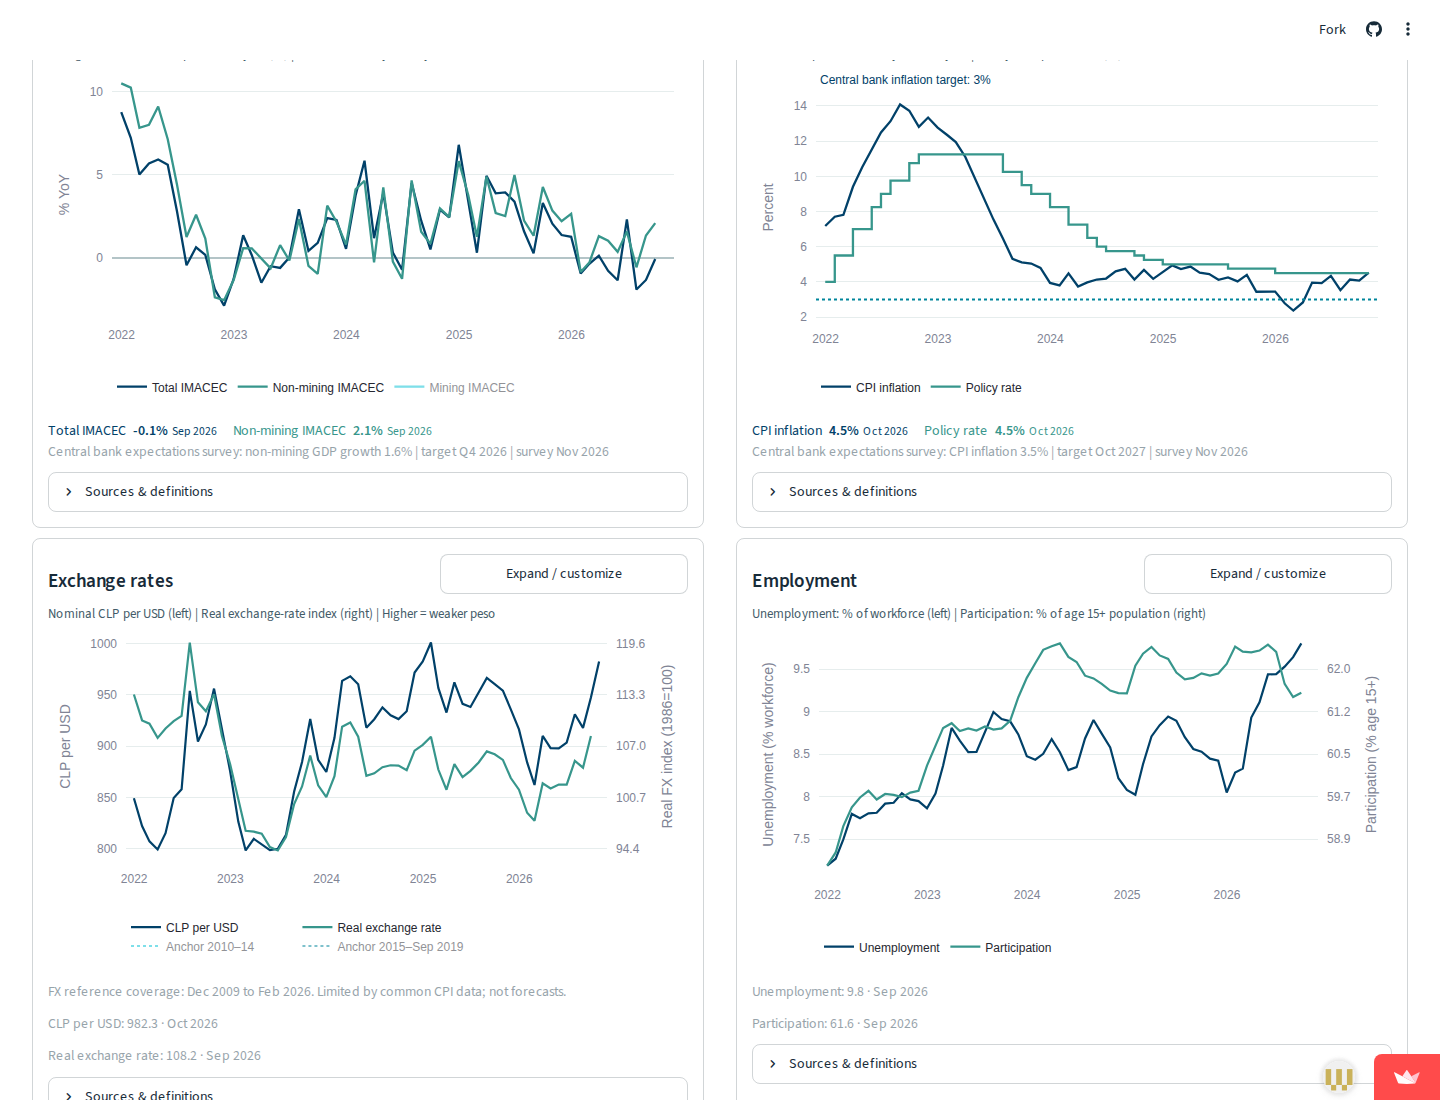 Fork
10
5
0
% YoY
2022
2023
2024
2025
2026
Total IMACEC
Non-mining IMACEC
Mining IMACEC
Total IMACEC -0.1% Sep 2026 Non-mining IMACEC 2.1% Sep 2026
Central bank expectations survey: non-mining GDP growth 1.6% | target Q4 2026 | survey Nov 2026
Sources & definitions
Central bank inflation target: 3%
14
12
10
8
6
4
2
Percent
2022
2023
2024
2025
2026
CPI inflation
Policy rate
CPI inflation 4.5% Oct 2026 Policy rate 4.5% Oct 2026
Central bank expectations survey: CPI inflation 3.5% | target Oct 2027 | survey Nov 2026
Sources & definitions
Exchange rates
Expand / customize
Nominal CLP per USD (left) | Real exchange-rate index (right) | Higher = weaker peso
1000
950
900
850
800
CLP per USD
119.6
113.3
107.0
100.7
94.4
Real FX index (1986=100)
2022
2023
2024
2025
2026
CLP per USD
Real exchange rate
Anchor 2010–14
Anchor 2015–Sep 2019
FX reference coverage: Dec 2009 to Feb 2026. Limited by common CPI data; not forecasts.
CLP per USD: 982.3 · Oct 2026
Real exchange rate: 108.2 · Sep 2026
Sources & definitions
Employment
Expand / customize
Unemployment: % of workforce (left) | Participation: % of age 15+ population (right)
9.5
9
8.5
8
7.5
Unemployment (% workforce)
62.0
61.2
60.5
59.7
58.9
Participation (% age 15+)
2022
2023
2024
2025
2026
Unemployment
Participation
Unemployment: 9.8 · Sep 2026
Participation: 61.6 · Sep 2026
Sources & definitions